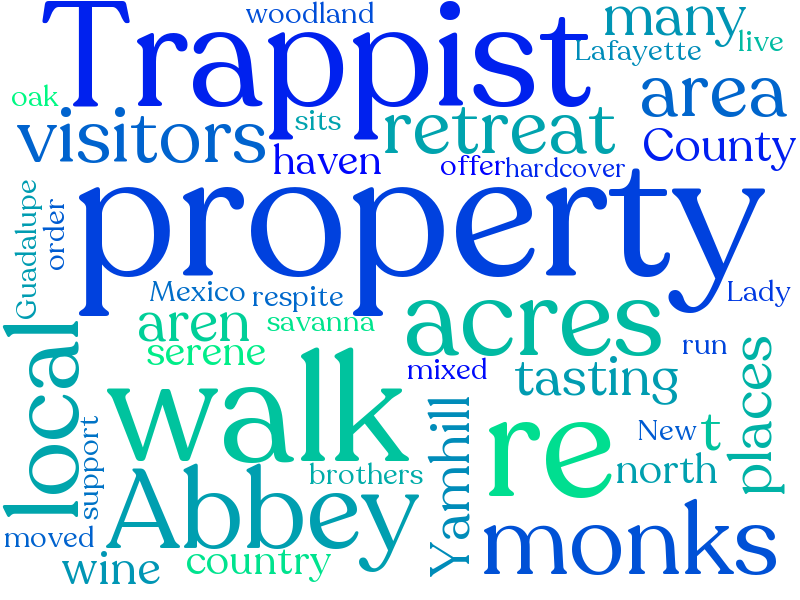 woodland
Trappist
many
Lafayette
live
oak
sits
area
visitors
retreat
County
haven
offer
hardcover
property
Guadalupe
order
Mexico
respite
Lady
aren
savanna
acres
serene
run
mixed
tasting
places
local
walk
re
New
t
support
Yamhill
north
brothers
Abbey
monks
moved
wine
country